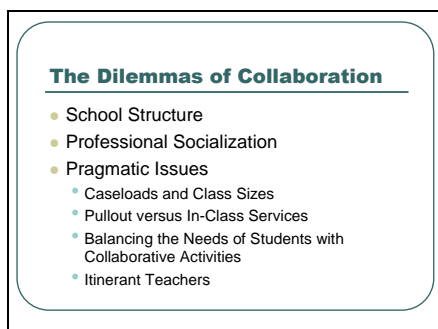 The Dilemmas of Collaboration
School Structure
Professional Socialization
Pragmatic Issues
Caseloads and Class Sizes
Pullout versus In-Class Services
Balancing the Needs of Students with
Collaborative Activities
Itinerant Teachers